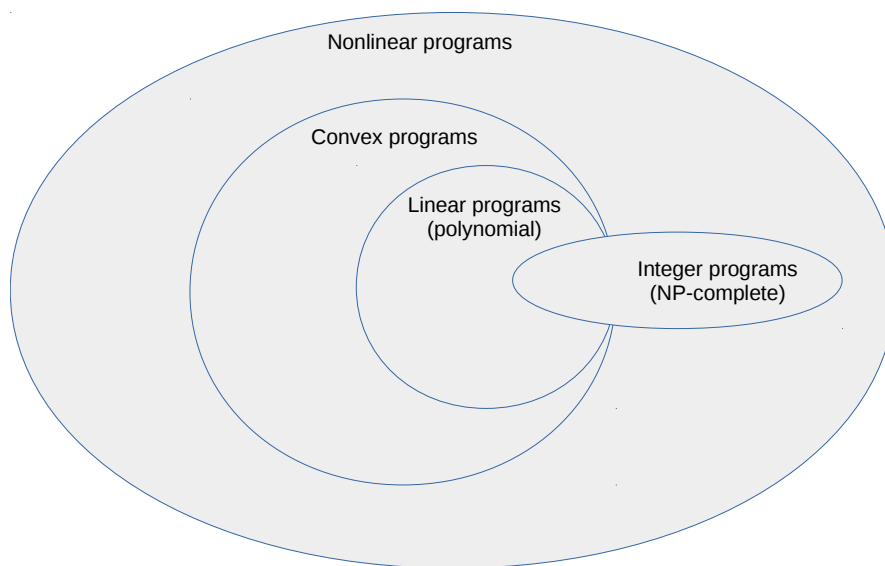 Nonlinear programs
Convex programs
Linear programs
(polynomial)
Integer programs
(NP-complete)